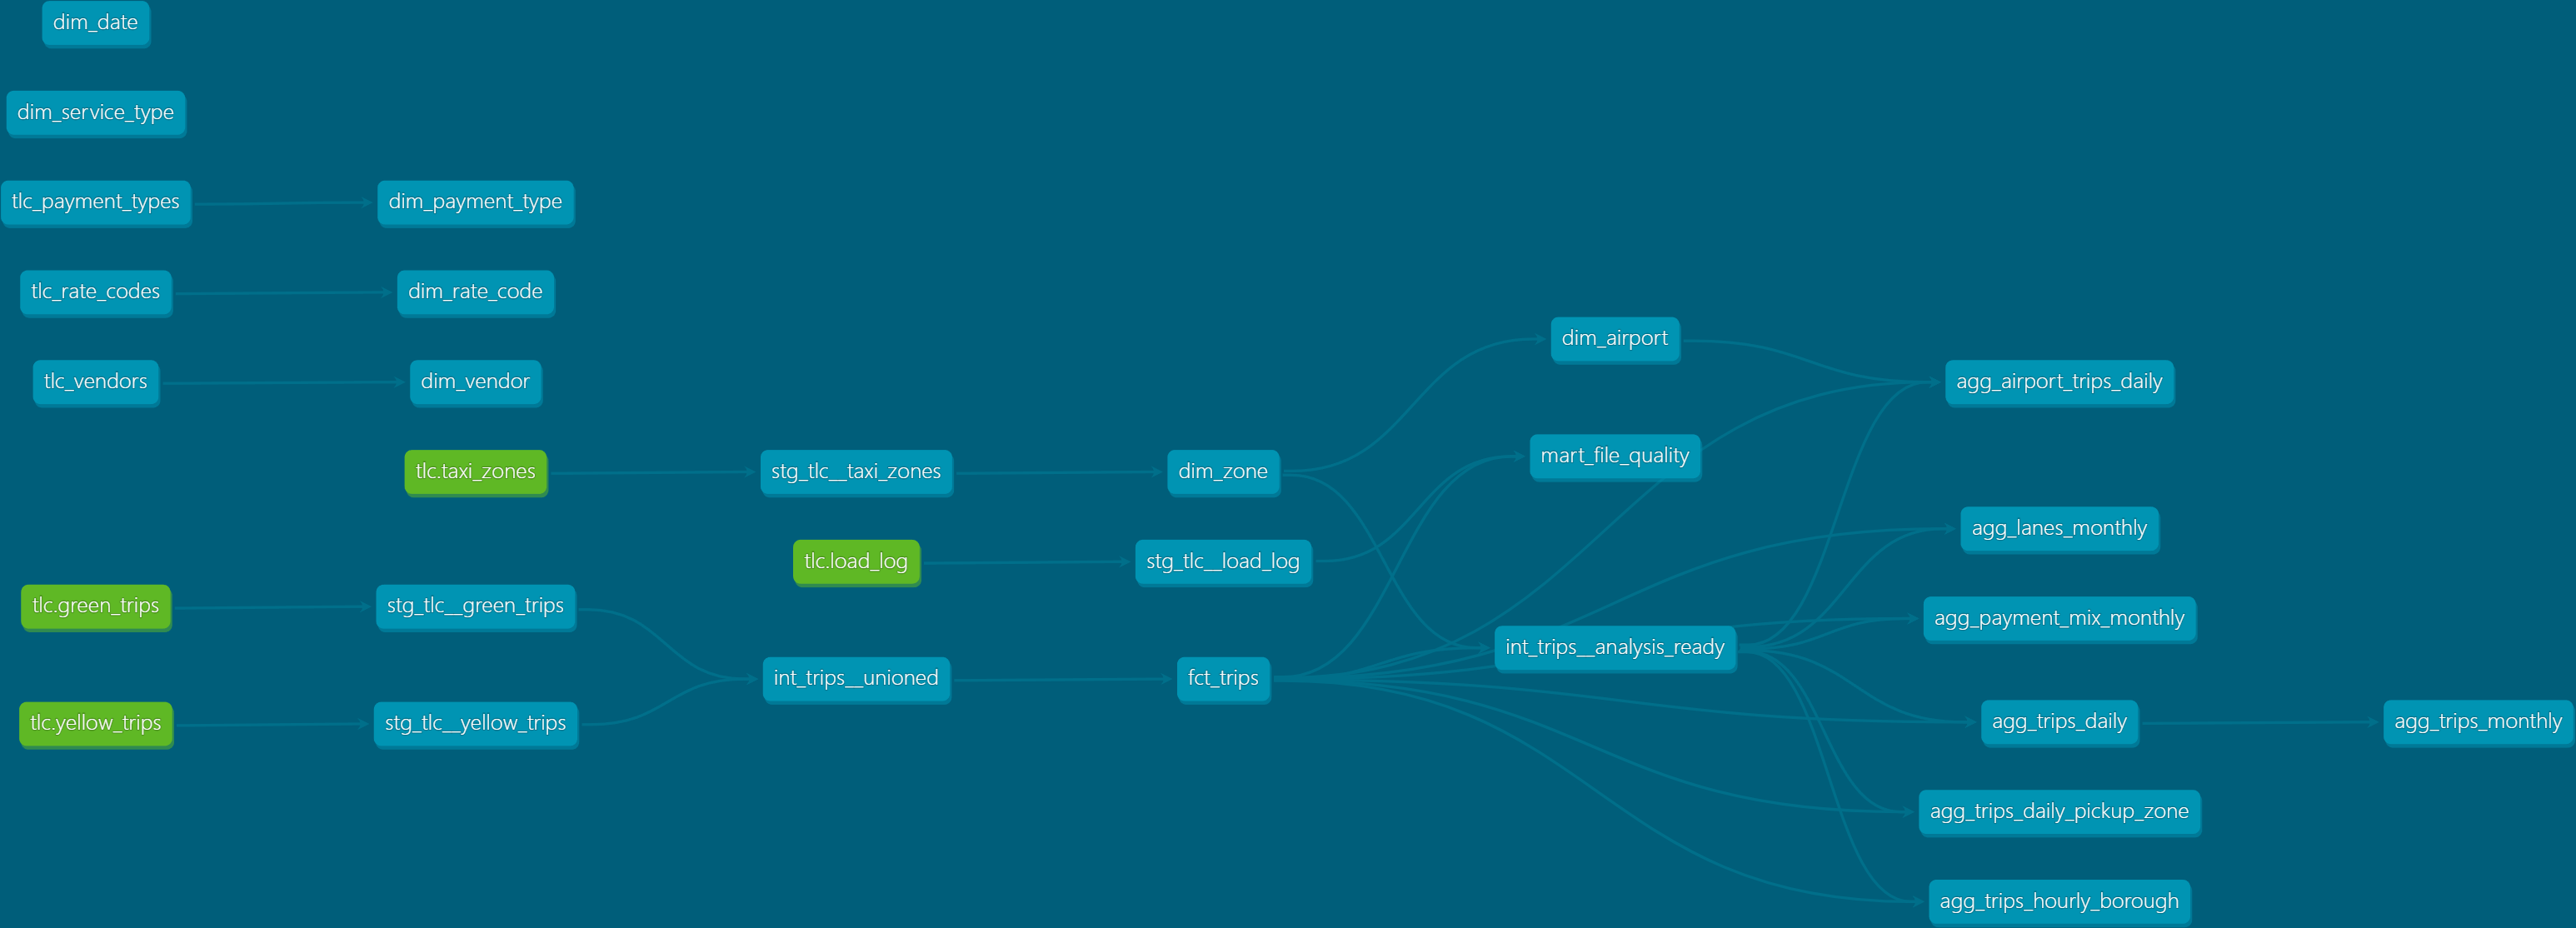 dim_date
dim_service_type
tlc_payment_types
dim_payment_type
tlc_rate_codes
dim_rate_code
dim_airport
tlc_vendors
dim_vendor
agg_airport_trips_daily
mart_file_quality
tlc.taxi_zones
stg_tlc__taxi_zones
dim_zone
agg_lanes_monthly
tlc.load_log
stg_tlc__load_log
tlc.green_trips
stg_tlc__green_trips
agg_payment_mix_monthly
int_trips__analysis_ready
int_trips__unioned
fct_trips
tlc.yellow_trips
stg_tlc__yellow_trips
agg_trips_daily
agg_trips_monthly
agg_trips_daily_pickup_zone
agg_trips_hourly_borough